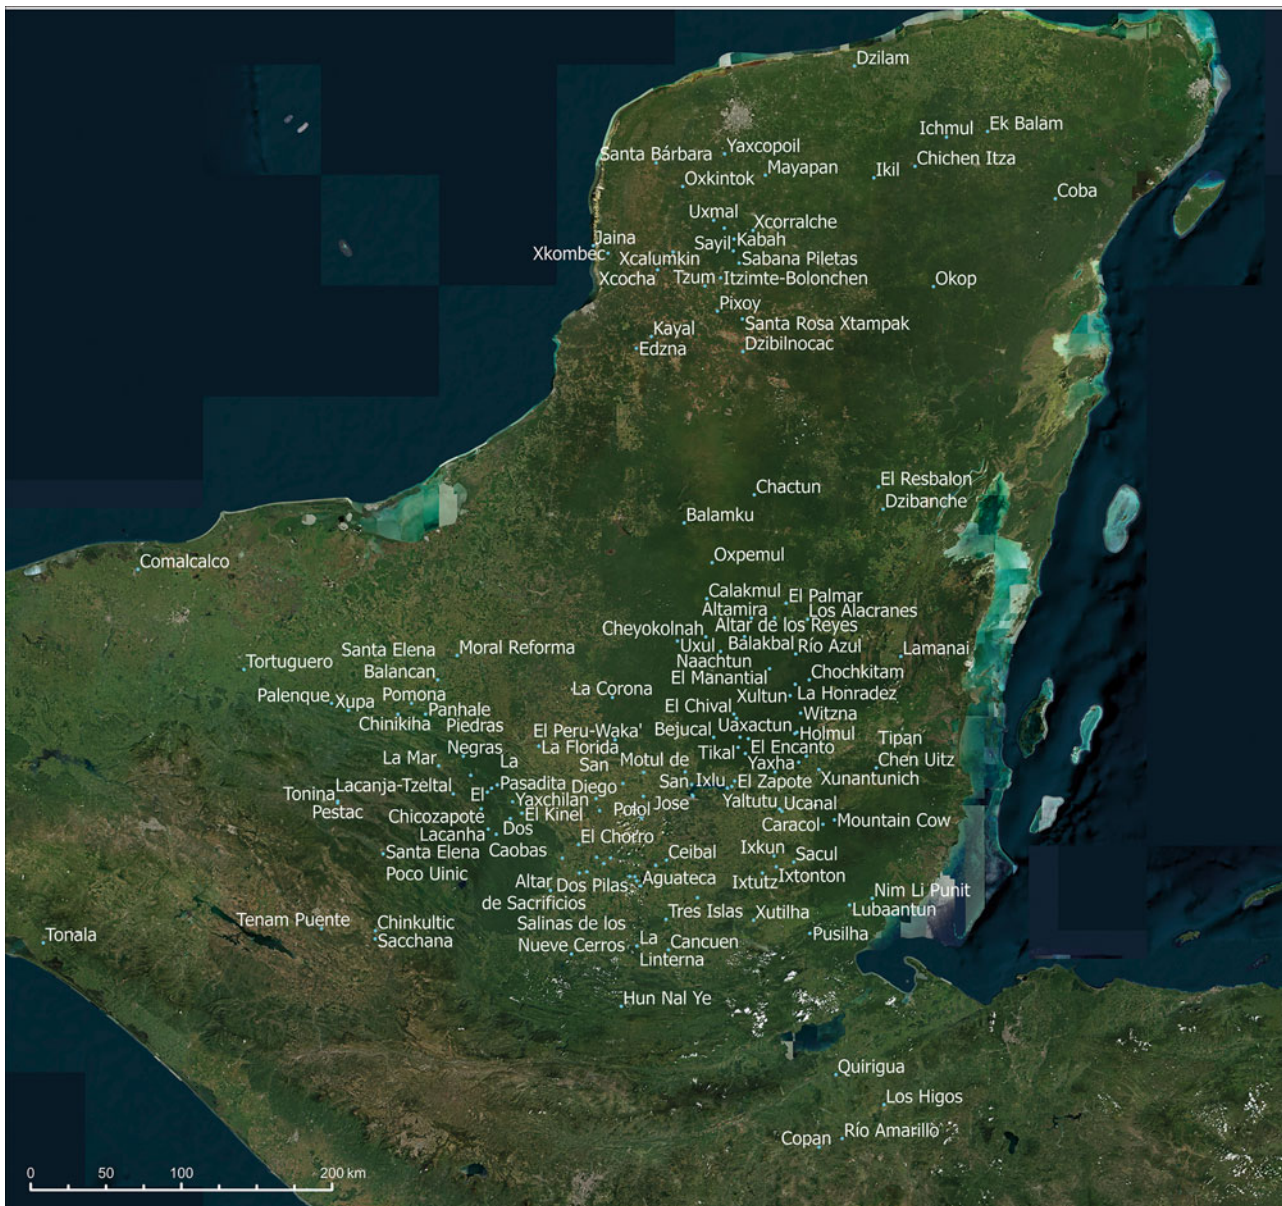 Dzilam
Ek Balam
Ichmul
Yaxcopoil
Santa Bárbara
Chichen Itza
Mayapan
Ikil
Oxkintok
Coba
Uxmal
Xcorralche
Jaina
Sayil
Kabah
Xkombec
Xcalumkin
Sabana Piletas
Xcocha
Tzum
Itzimte-Bolonchen
Okop
Pixoy
Santa Rosa Xtampak
Kayal
Edzna
Dzibilnocac
El Resbalon
Chactun
Dzibanche
Balamku
Oxpemul
Comalcalco
Calakmul
El Palmar
Altamira
Los Alacranes
Cheyokolnah
Altar de los Reyes
Santa Elena
Moral Reforma
Uxul
Balakbal
Río Azul
Lamanai
Tortuguero
Naachtun
Balancan
El Manantial
Chochkitam
La Corona
Palenque
Xupa
Pomona
Xultun
La Honradez
Panhale
El Chival
Witzna
Chinikiha
Piedras
El Peru-Waka'
Bejucal
Uaxactun
Holmul
Tipan
Negras
La Florida
Tikal
El Encanto
La Mar
La
San
Motul de
Yaxha
Chen Uitz
Xunantunich
Lacanja-Tzeltal
Pasadita
Diego
San
Ixlu
El Zapote
Tonina
El
Yaxchilan
Jose
Yaltutu
Ucanal
Pestac
Chicozapote
El Kinel
Polol
Caracol
Mountain Cow
Lacanha
Dos
El Chorro
Santa Elena
Caobas
Ceibal
Ixkun
Sacul
Poco Uinic
Altar
Dos Pilas
Aguateca
Ixtutz
Ixtonton
de Sacrificios
Nim Li Punit
Tenam Puente
Chinkultic
Salinas de los
Tres Islas
Xutilha
Lubaantun
Tonala
Sacchana
Nueve Cerros
La
Cancuen
Pusilha
Linterna
Hun Nal Ye
Quirigua
Los Higos
Copan
Río Amarillo
0 50 100 200 km